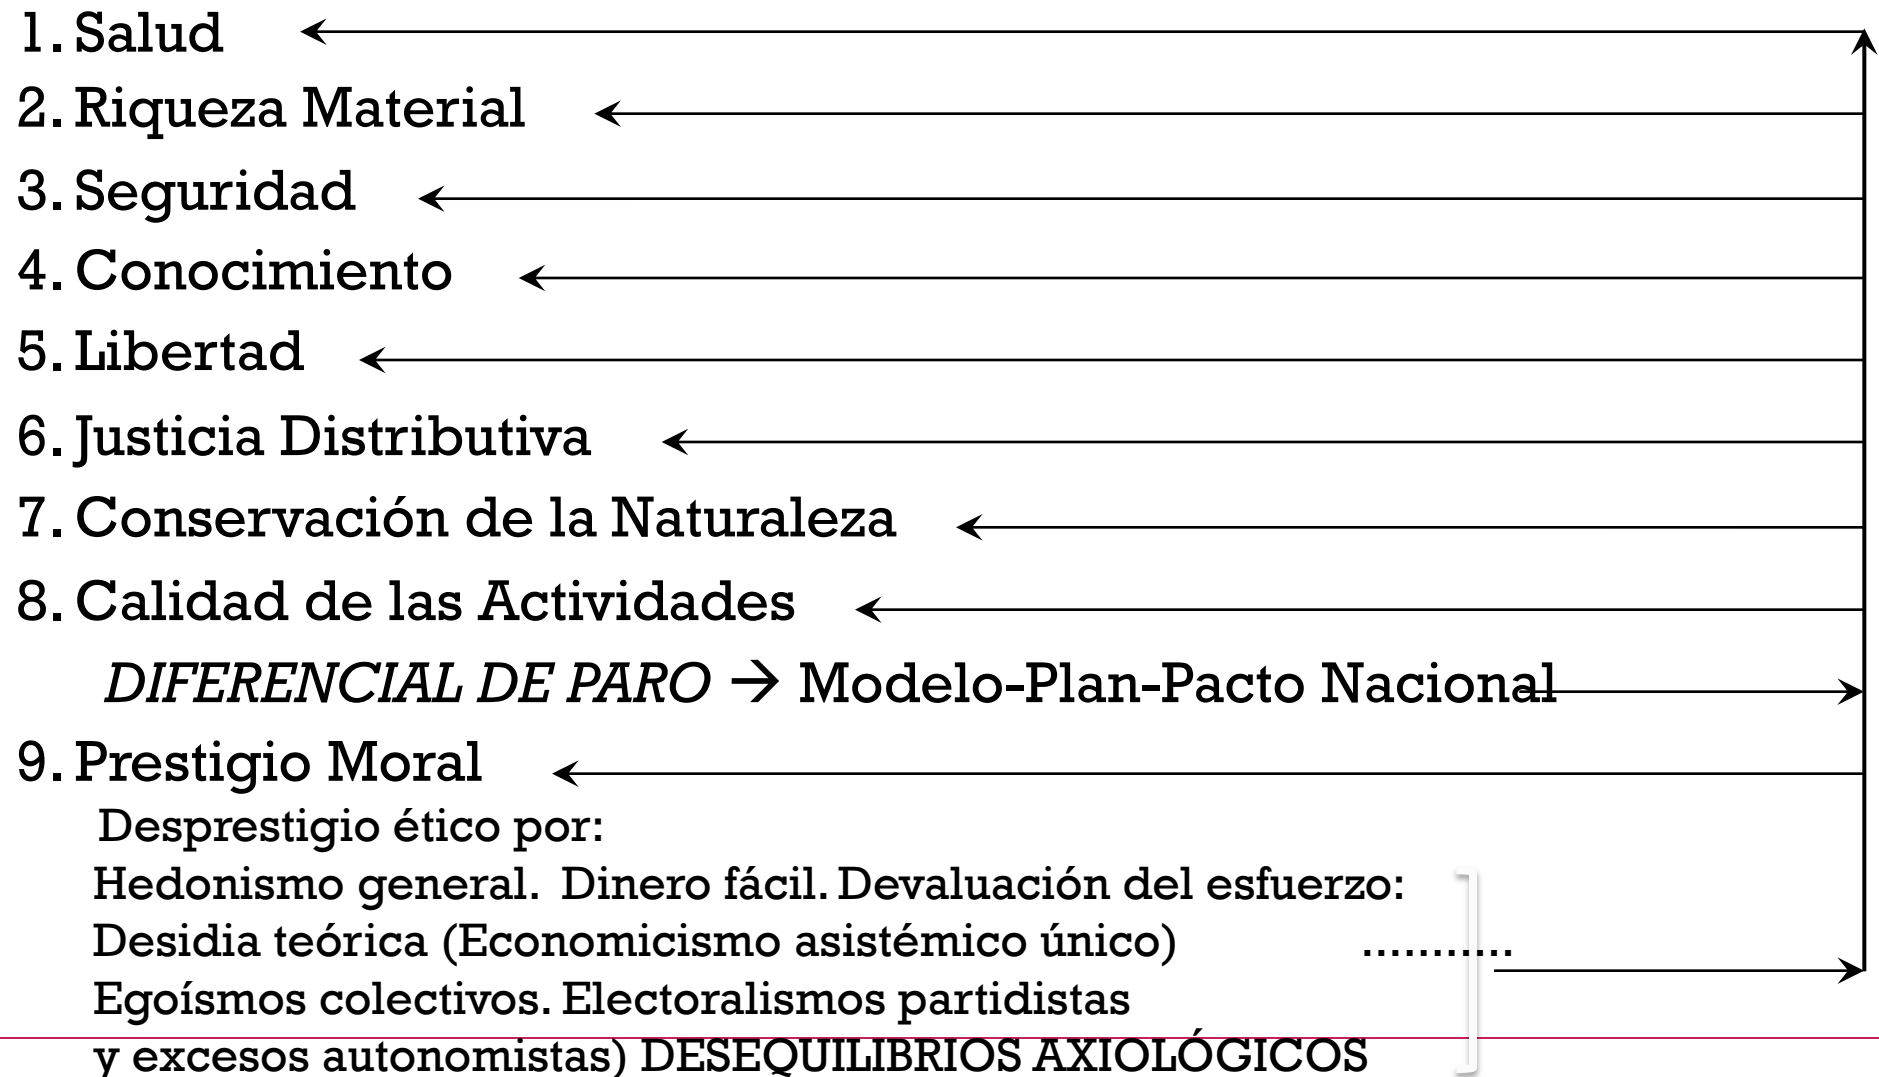 1. Salud
2. Riqueza Material
3. Seguridad
4. Conocimiento
5. Libertad
6. Justicia Distributiva
7. Conservación de la Naturaleza
8. Calidad de las Actividades
DIFERENCIAL DE PARO → Modelo-Plan-Pacto Nacional
9. Prestigio Moral
Desprestigio ético por:
Hedonismo general. Dinero fácil. Devaluación del esfuerzo:
Desidia teórica (Economicismo asistémico único) ...........
Egoísmos colectivos. Electoralismos partidistas
y excesos autonomistas) DESEQUILIBRIOS AXIOLÓGICOS